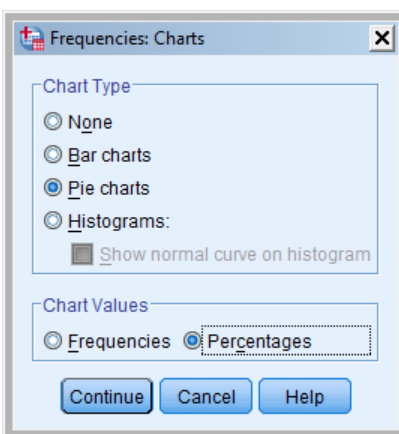 Frequencies: Charts
Chart Type
None
Bar charts
Pie charts
Histograms:
Show normal curve on histogram
Chart Values
Frequencies Percentages
Continue Cancel Help